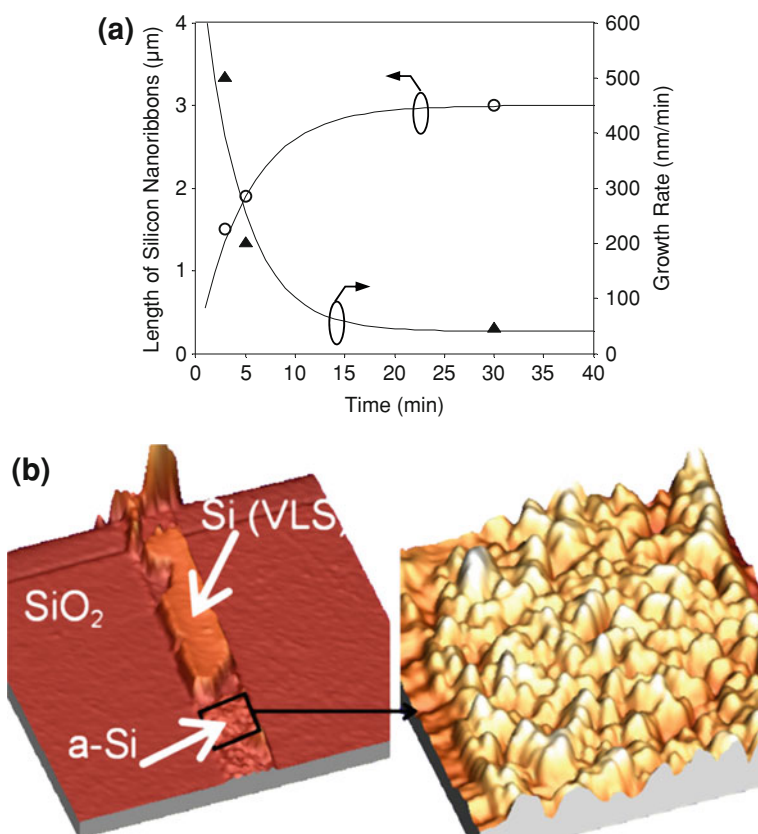 (a)
Length of Silicon Nanoribbons (μm)
4
3
2
1
0
600
500
400
300
200
100
0
Growth Rate (nm/min)
0 5 10 15 20 25 30 35 40
Time (min)
(b)
Si (VLS)
SiO₂
a-Si